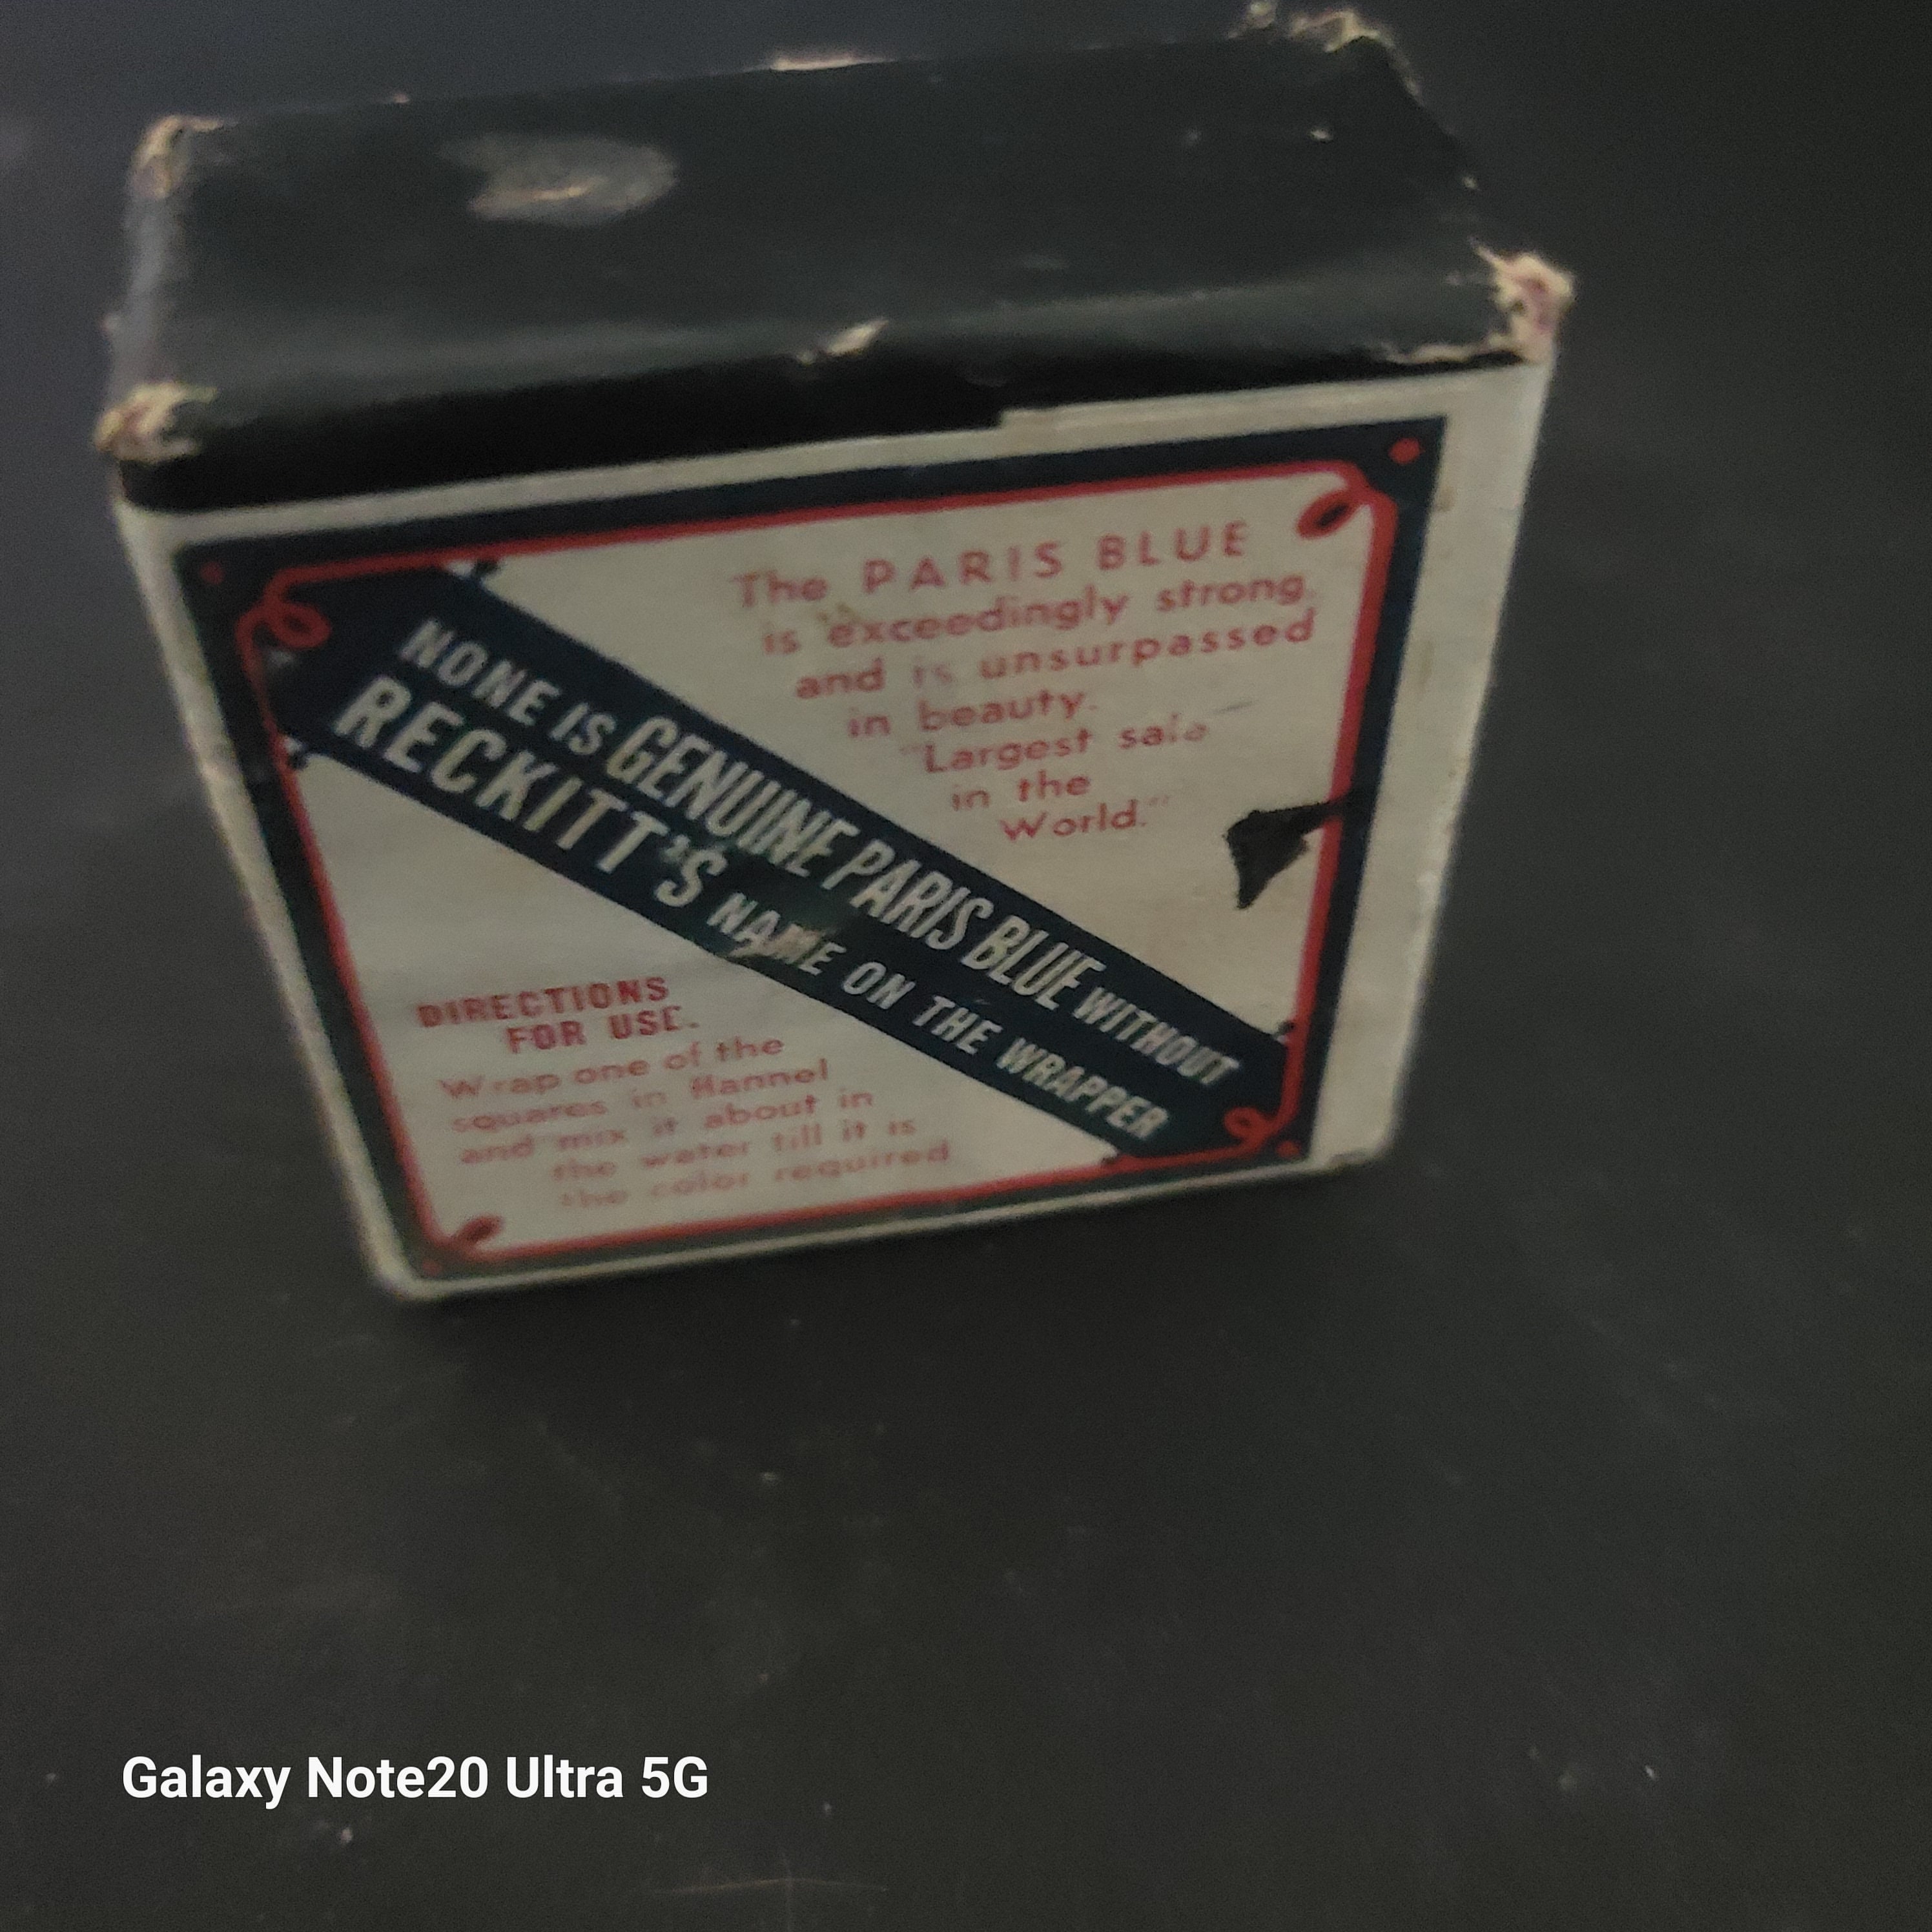 The PARIS BLUE
is exceedingly strong,
and is unsurpassed
in beauty.
"Largest sale
in the
World."
NONE IS GENUINE PARIS BLUE WITHOUT
RECKITT'S NAME ON THE WRAPPER
DIRECTIONS
FOR USE.
Wrap one of the
squares in flannel
and mix it about in
the water till it is
the color required
Galaxy Note20 Ultra 5G